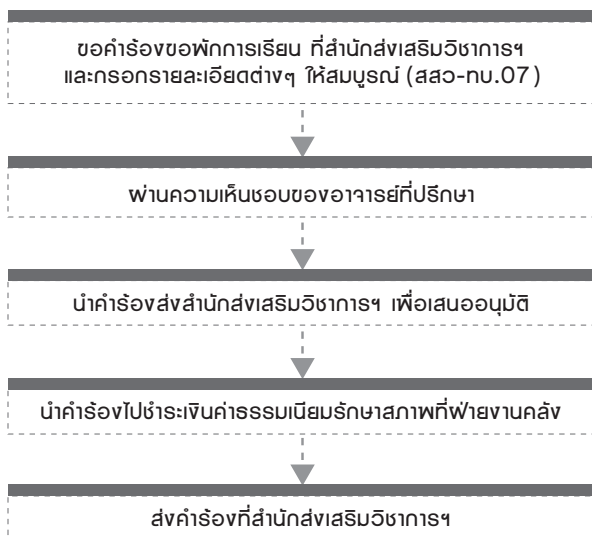 ขอคำร้องขอพักการเรียน ที่สำนักส่งเสริมวิชาการฯ
และกรอกรายละเอียดต่างๆ ให้สมบูรณ์ (สสว-ทบ.07)
ผ่านความเห็นชอบของอาจารย์ที่ปรึกษา
นำคำร้องส่งสำนักส่งเสริมวิชาการฯ เพื่อเสนออนุมัติ
นำคำร้องไปชำระเงินค่าธรรมเนียมรักษาสภาพที่ฝ่ายงานคลัง
ส่งคำร้องที่สำนักส่งเสริมวิชาการฯ